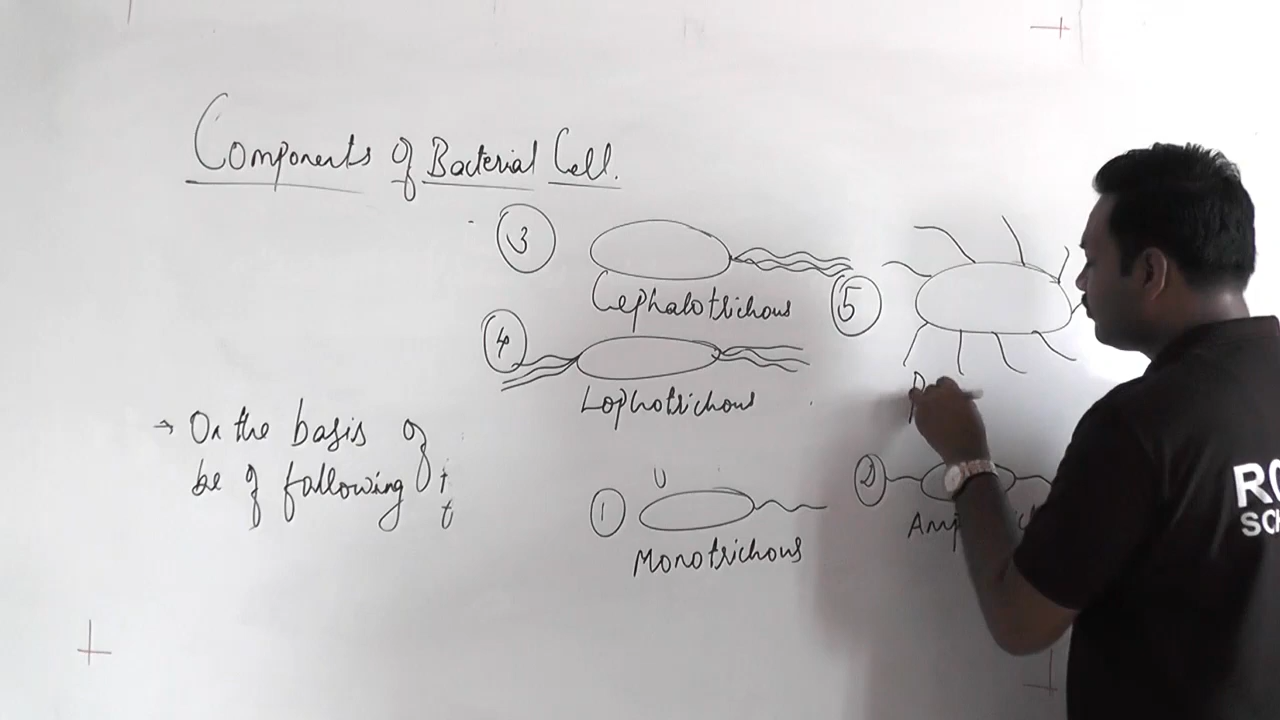 Components of Bacterial Cell.
3
Cephalotrichous
5
4
Lophotrichous
→ On the basis of
be of following
1
Monotrichous
2